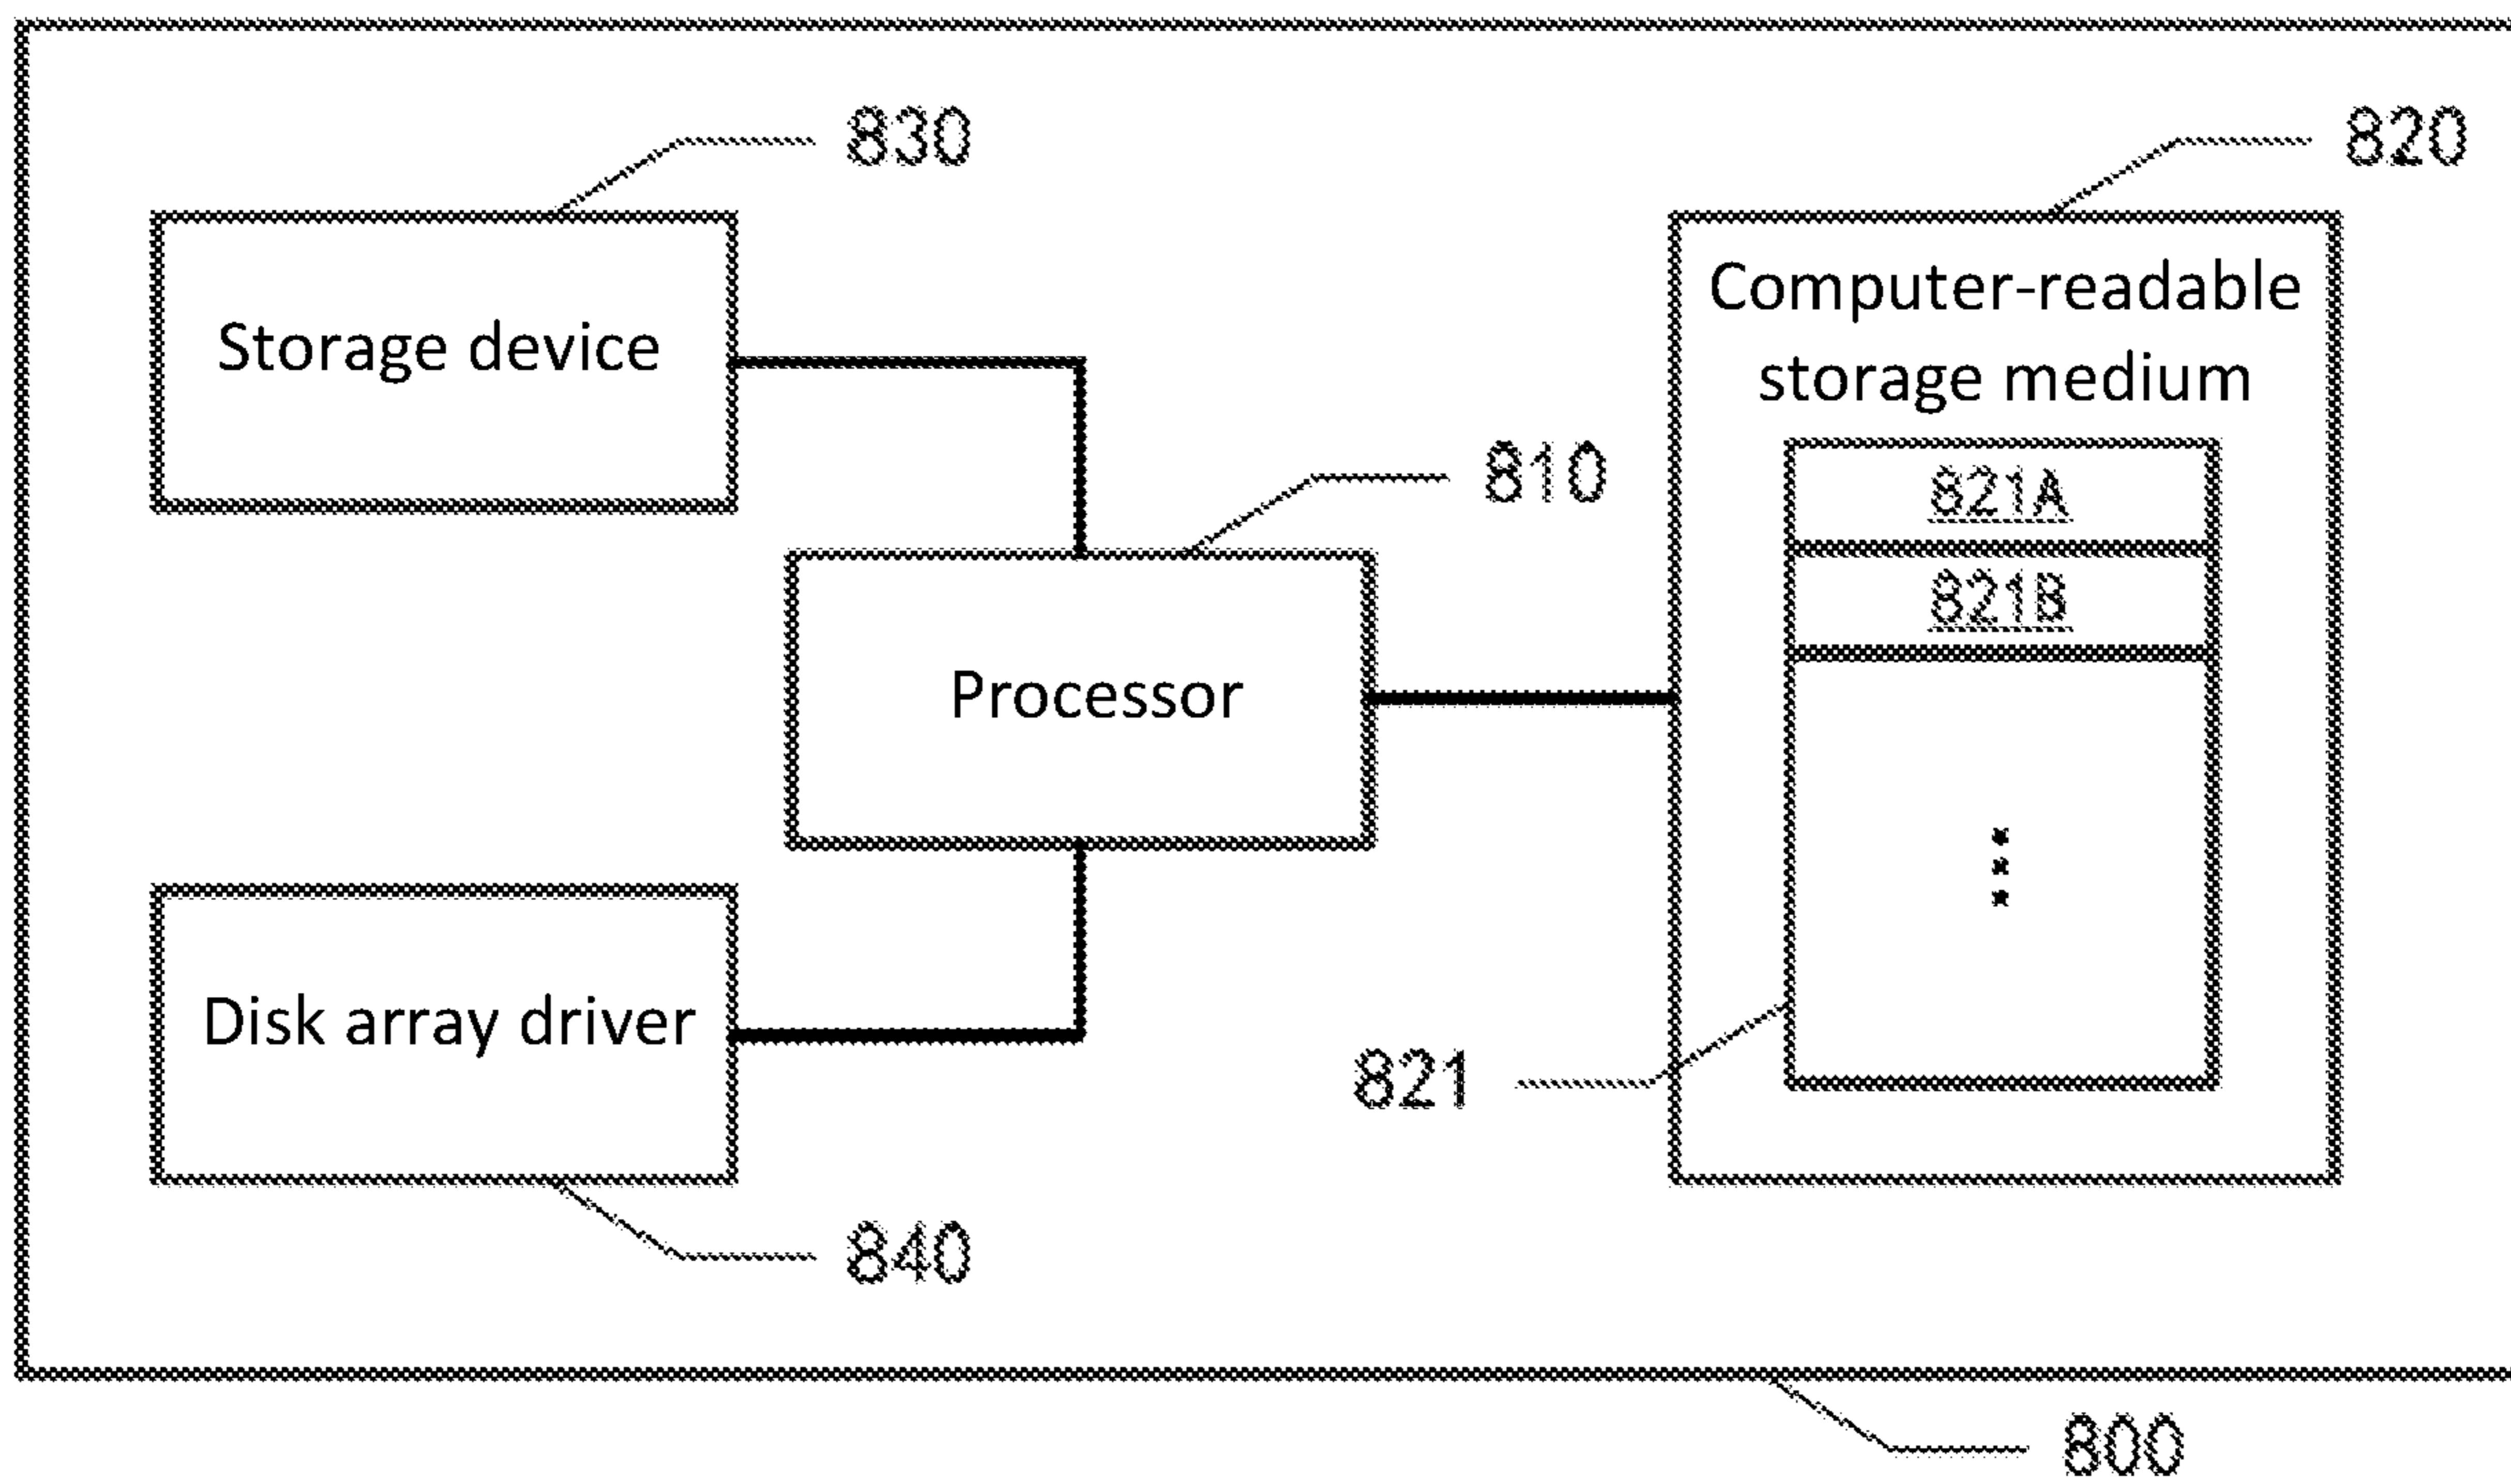 830
820
Storage device
Computer-readable
storage medium
810
821A
821B
Processor
Disk array driver
821
840
800